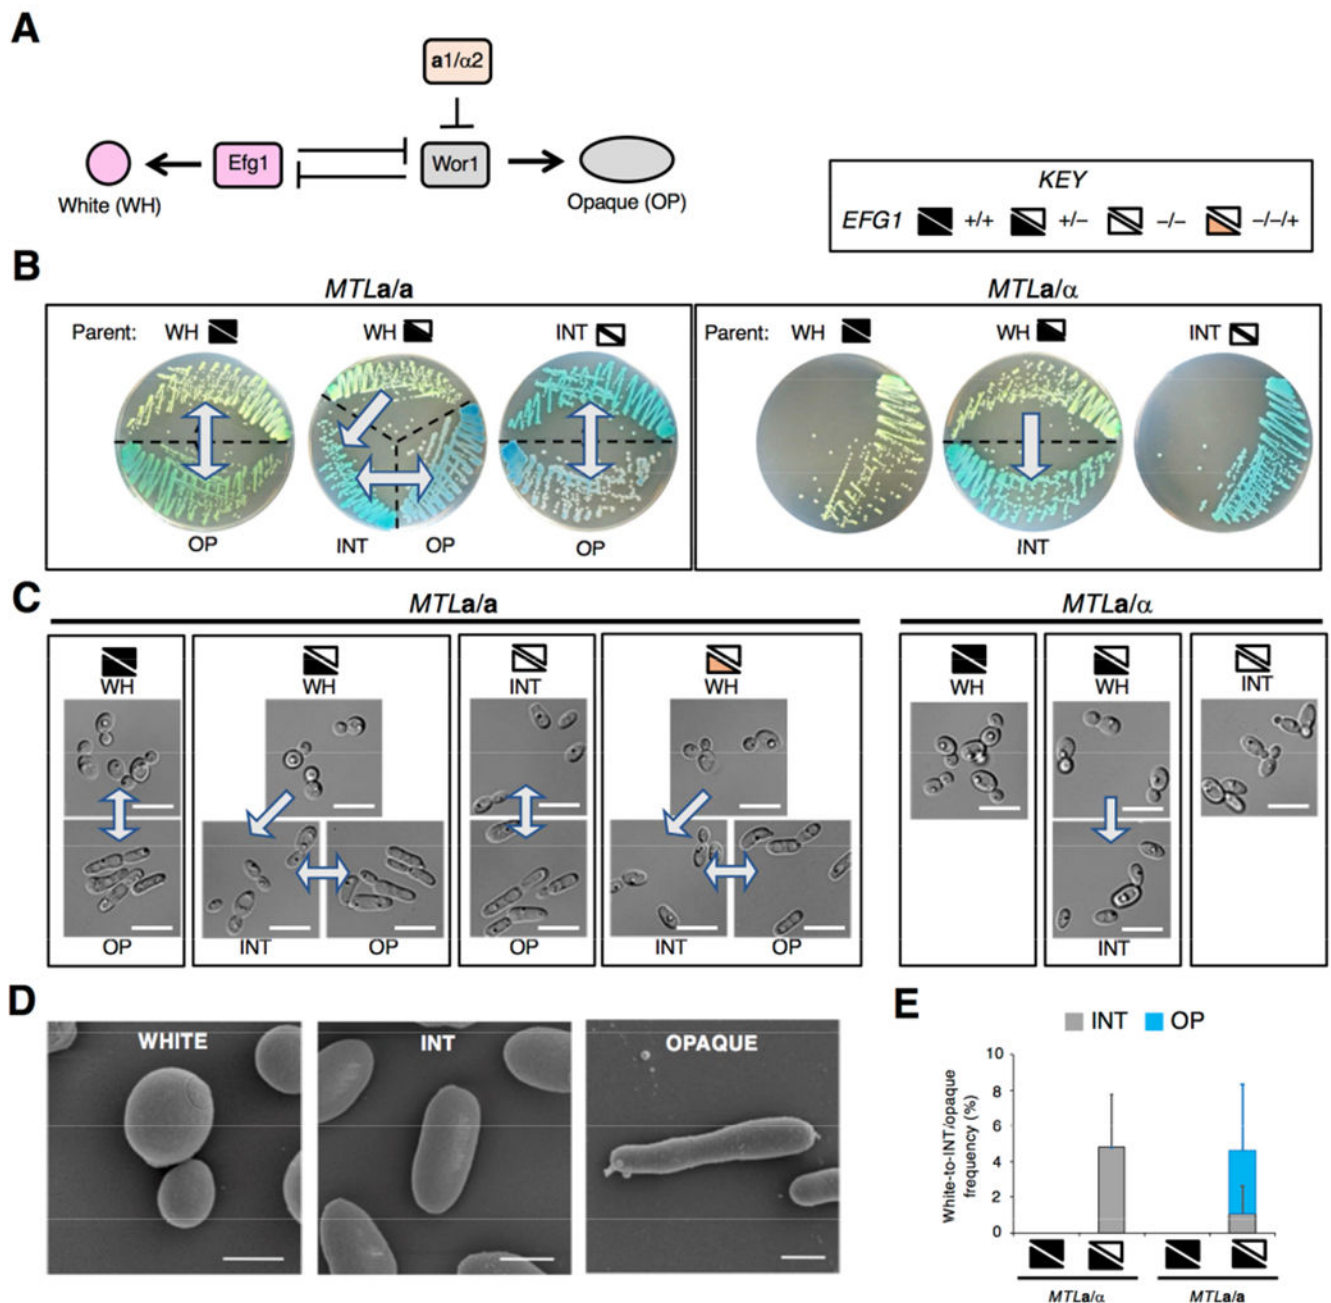 A
a1/α2
Efg1
Wor1
White (WH)
Opaque (OP)
KEY
EFG1 +/+ +/– –/– –/–/+
B
MTLa/a
MTLa/α
Parent: WH WH INT
Parent: WH WH INT
OP INT OP OP
INT
C
MTLa/a
MTLa/α
WH WH INT WH
WH WH INT
OP INT OP OP INT OP
INT
D
WHITE INT OPAQUE
E
INT OP
White-to-INT/opaque
frequency (%)
10
8
6
4
2
0
MTLa/α MTLa/a